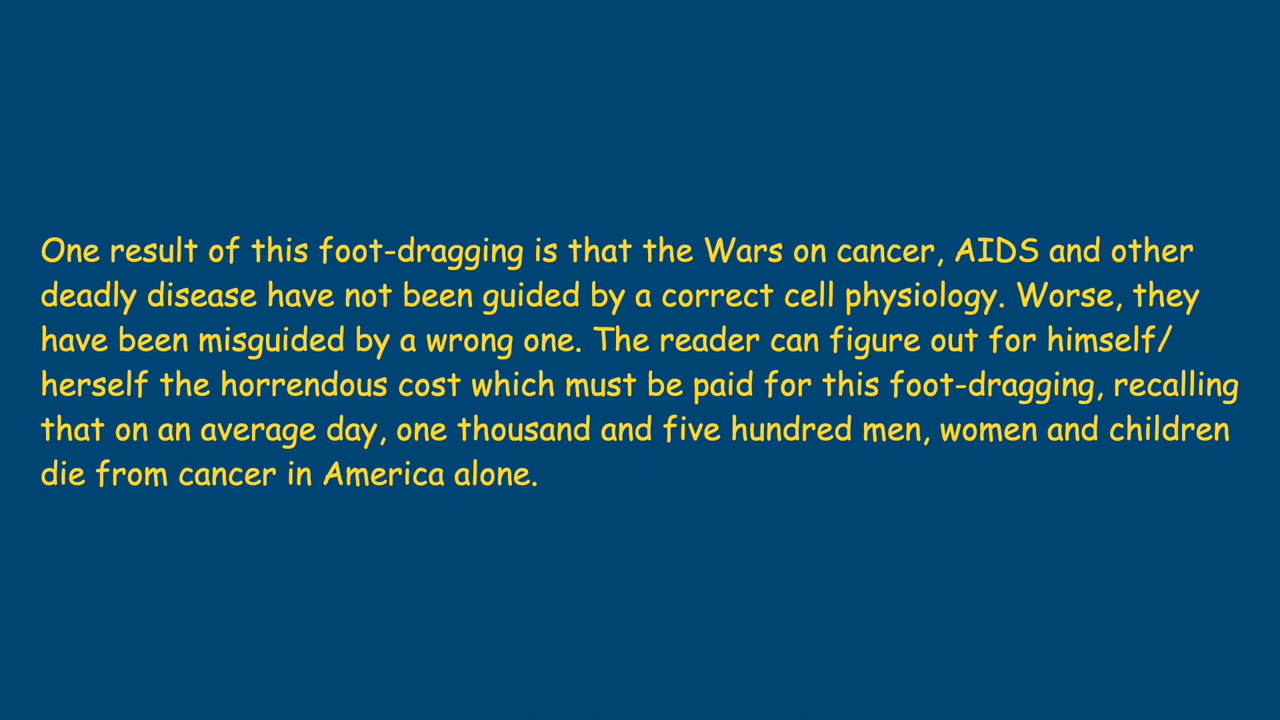 One result of this foot-dragging is that the Wars on cancer, AIDS and other
deadly disease have not been guided by a correct cell physiology. Worse, they
have been misguided by a wrong one. The reader can figure out for himself/
herself the horrendous cost which must be paid for this foot-dragging, recalling
that on an average day, one thousand and five hundred men, women and children
die from cancer in America alone.